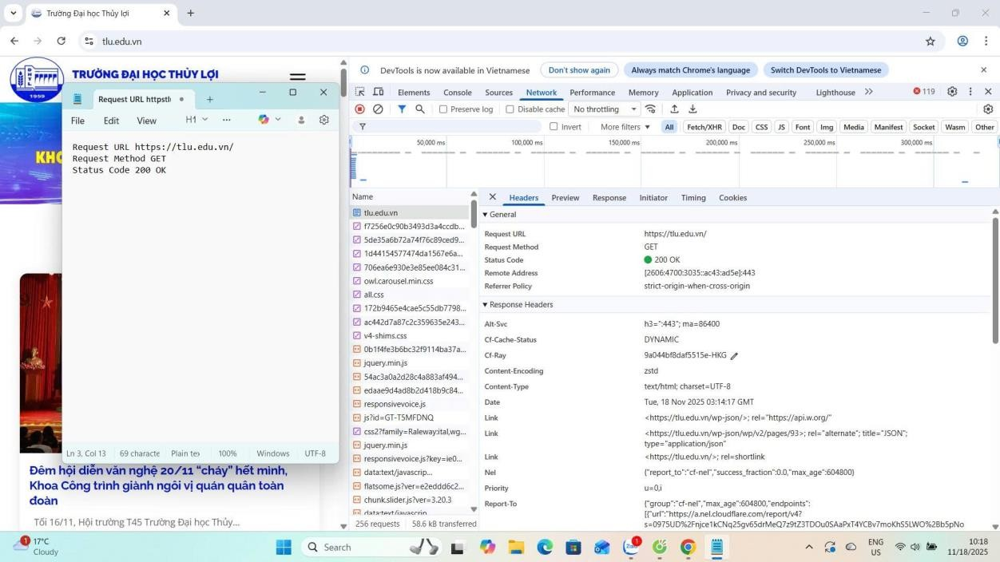 Trường Đại học Thủy lợi
tlu.edu.vn
TRƯỜNG ĐẠI HỌC THỦY LỢI
1959
KHO
Request URL httpstl
File Edit View H1 ...
Request URL https://tlu.edu.vn/
Request Method GET
Status Code 200 OK
Ln 3, Col 13 69 characte Plain tex 100% Windows UTF-8
Đêm hội diễn văn nghệ 20/11 “cháy” hết mình,
Khoa Công trình giành ngôi vị quán quân toàn
đoàn
Tối 16/11, Hội trường T45 Trường Đại học Thủy...
DevTools is now available in Vietnamese Don't show again Always match Chrome's language Switch DevTools to Vietnamese
Elements Console Sources Network Performance Memory Application Privacy and security Lighthouse 119
Preserve log Disable cache No throttling
Invert More filters All Fetch/XHR Doc CSS JS Font Img Media Manifest Socket Wasm Other
50,000 ms 100,000 ms 150,000 ms 200,000 ms 250,000 ms 300,000 ms
Name
tlu.edu.vn
f7256e0c90b3493d3a4ccdb...
5de35a6b72a74f76c89ced9...
1d44154577474da1567e6a...
706ea6e930e3e85ee084c31...
owl.carousel.min.css
all.css
172b9465e4cae5c55db7798...
ac442d7a87c2c359635e243...
v4-shims.css
0b1f4fe3b6bc32f9114ba37a...
jquery.min.js
54ac3a0a2d28c4a883af494...
edaae9d4ad8b2d418b9c84...
responsivevoice.js
js?id=GT-T5MFDNQ
css2?family=Raleway:ital,wg...
jquery.min.js
responsivevoice.js?key=ie0...
data:text/javascrip...
flatsome.js?ver=e2eddd6c2...
chunk.slider.js?ver=3.20.3
data:text/javascrip
256 requests 58.6 kB transferred
Headers Preview Response Initiator Timing Cookies
General
Request URL https://tlu.edu.vn/
Request Method GET
Status Code 200 OK
Remote Address [2606:4700:3035::ac43:ad5e]:443
Referrer Policy strict-origin-when-cross-origin
Response Headers
Alt-Svc h3=":443"; ma=86400
Cf-Cache-Status DYNAMIC
Cf-Ray 9a044bf8daf5515e-HKG
Content-Encoding zstd
Content-Type text/html; charset=UTF-8
Date Tue, 18 Nov 2025 03:14:17 GMT
Link <https://tlu.edu.vn/wp-json/>; rel="https://api.w.org/"
Link <https://tlu.edu.vn/wp-json/wp/v2/pages/93>; rel="alternate"; title="JSON";
type="application/json"
Link <https://tlu.edu.vn/>; rel=shortlink
Nel {"report_to":"cf-nel","success_fraction":0.0,"max_age":604800}
Priority u=0,i
Report-To {"group":"cf-nel","max_age":604800,"endpoints":
[{"url":"https://a.nel.cloudflare.com/report/v4?
s=0975UD%2Fnjce1kCNq25gv65drMeQ7z9tZ3TDOu0SAaPxT4YCBv7moKhS5LWO%2Bb5pNo
1
17°C
Cloudy
Search
1
ENG
US
10:18
11/18/2025